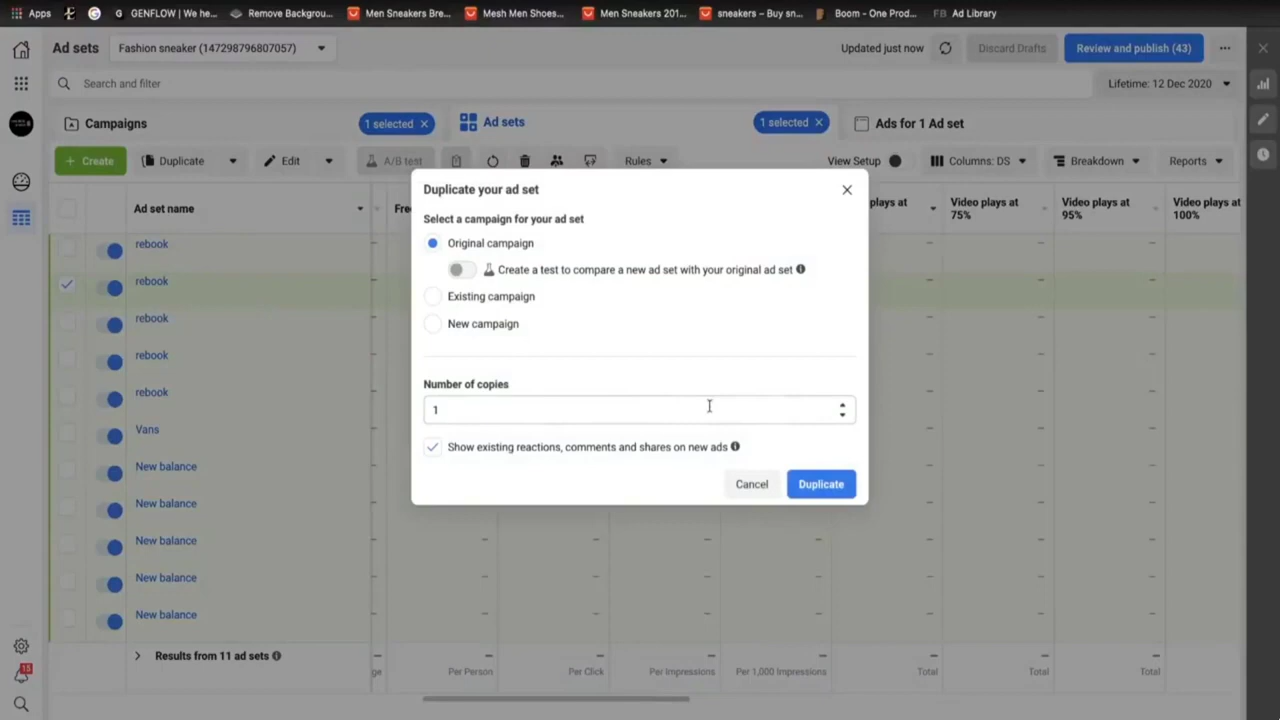 Apps
GENFLOW | We he...
Remove Backgrou...
Men Sneakers Bre...
Mesh Men Shoes...
Men Sneakers 201...
sneakers – Buy sn...
Boom - One Prod...
FB Ad Library
Ad sets
Fashion sneaker (147298796807057)
Updated just now
Discard Drafts
Review and publish (43)
Search and filter
Lifetime: 12 Dec 2020
Campaigns
1 selected
Ad sets
1 selected
Ads for 1 Ad set
+ Create
Duplicate
Edit
A/B test
Rules
View Setup
Columns: DS
Breakdown
Reports
Ad set name
Fre
plays at
Video plays at 75%
Video plays at 95%
Video plays at 100%
Duplicate your ad set
Select a campaign for your ad set
Original campaign
Create a test to compare a new ad set with your original ad set
Existing campaign
New campaign
Number of copies
1
Show existing reactions, comments and shares on new ads
Cancel
Duplicate
rebook
rebook
rebook
rebook
rebook
Vans
New balance
New balance
New balance
New balance
New balance
Results from 11 ad sets
ge
Per Person
Per Click
Per Impressions
Per 1,000 Impressions
Total
Total
Total